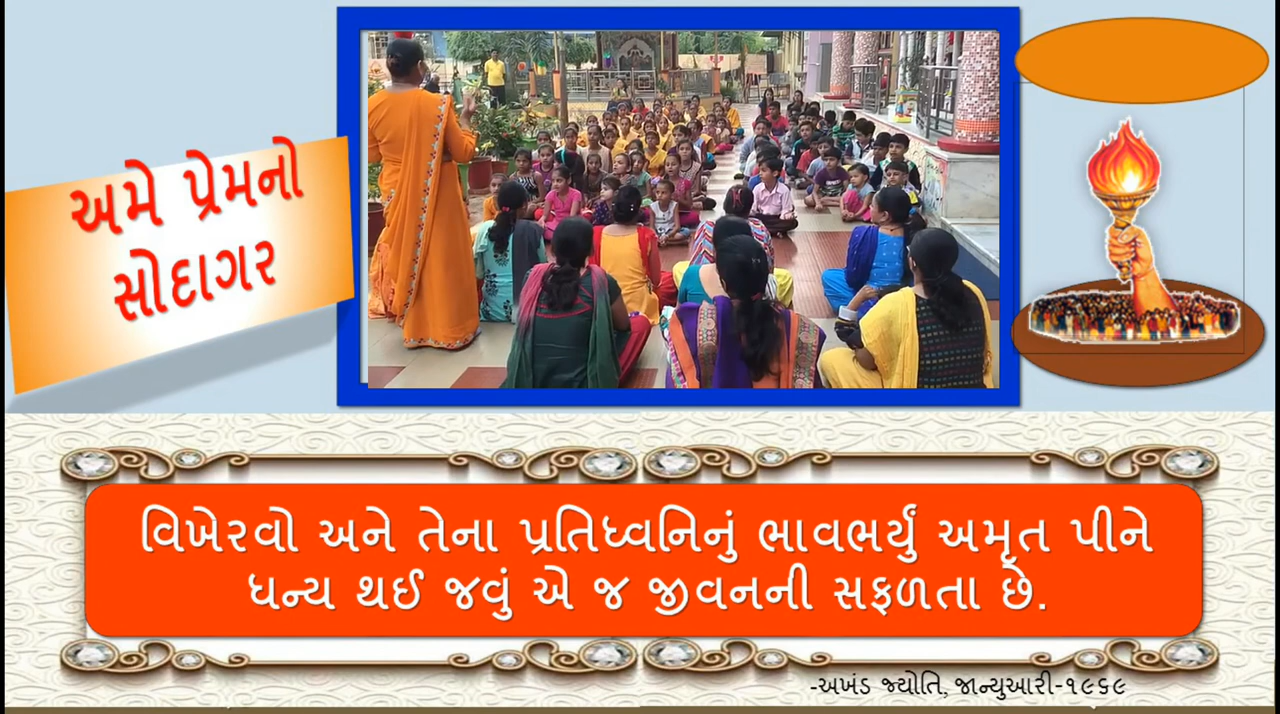 અમે પ્રેમનો
સોદાગર
વિખેરવો અને તેના પ્રતિધ્વનિનું ભાવભર્યું અમૃત પીને
ધન્ય થઈ જવું એ જ જીવનની સફળતા છે.
-અખંડ જ્યોતિ, જાન્યુઆરી-૧૯૬૯